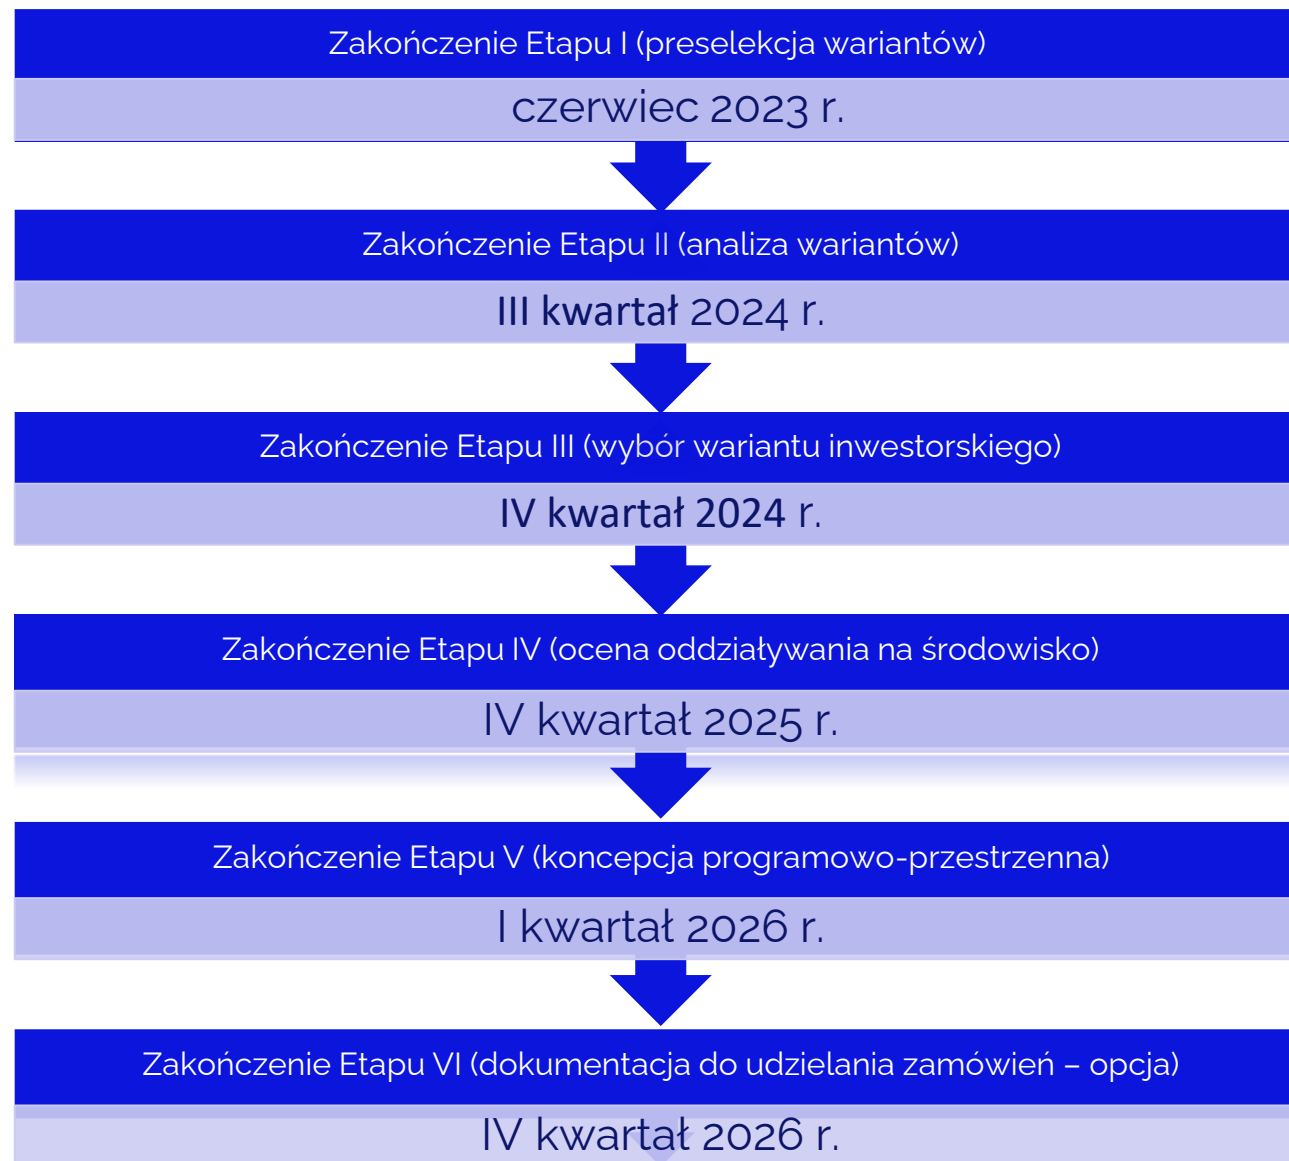 Zakończenie Etapu I (preselekcja wariantów)
czerwiec 2023 r.
Zakończenie Etapu II (analiza wariantów)
III kwartał 2024 r.
Zakończenie Etapu III (wybór wariantu inwestorskiego)
IV kwartał 2024 r.
Zakończenie Etapu IV (ocena oddziaływania na środowisko)
IV kwartał 2025 r.
Zakończenie Etapu V (koncepcja programowo-przestrzenna)
I kwartał 2026 r.
Zakończenie Etapu VI (dokumentacja do udzielania zamówień – opcja)
IV kwartał 2026 r.